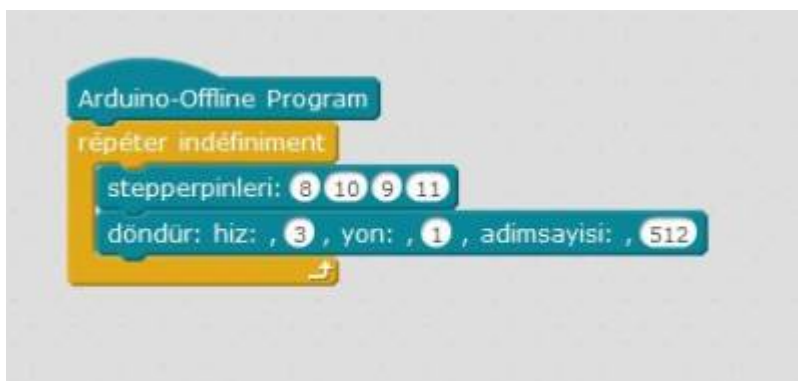 Arduino-Offline Program
répéter indéfiniment
stepperpinleri: 8 10 9 11
döndür: hiz: , 3 , yon: , 1 , adimsayisi: , 512